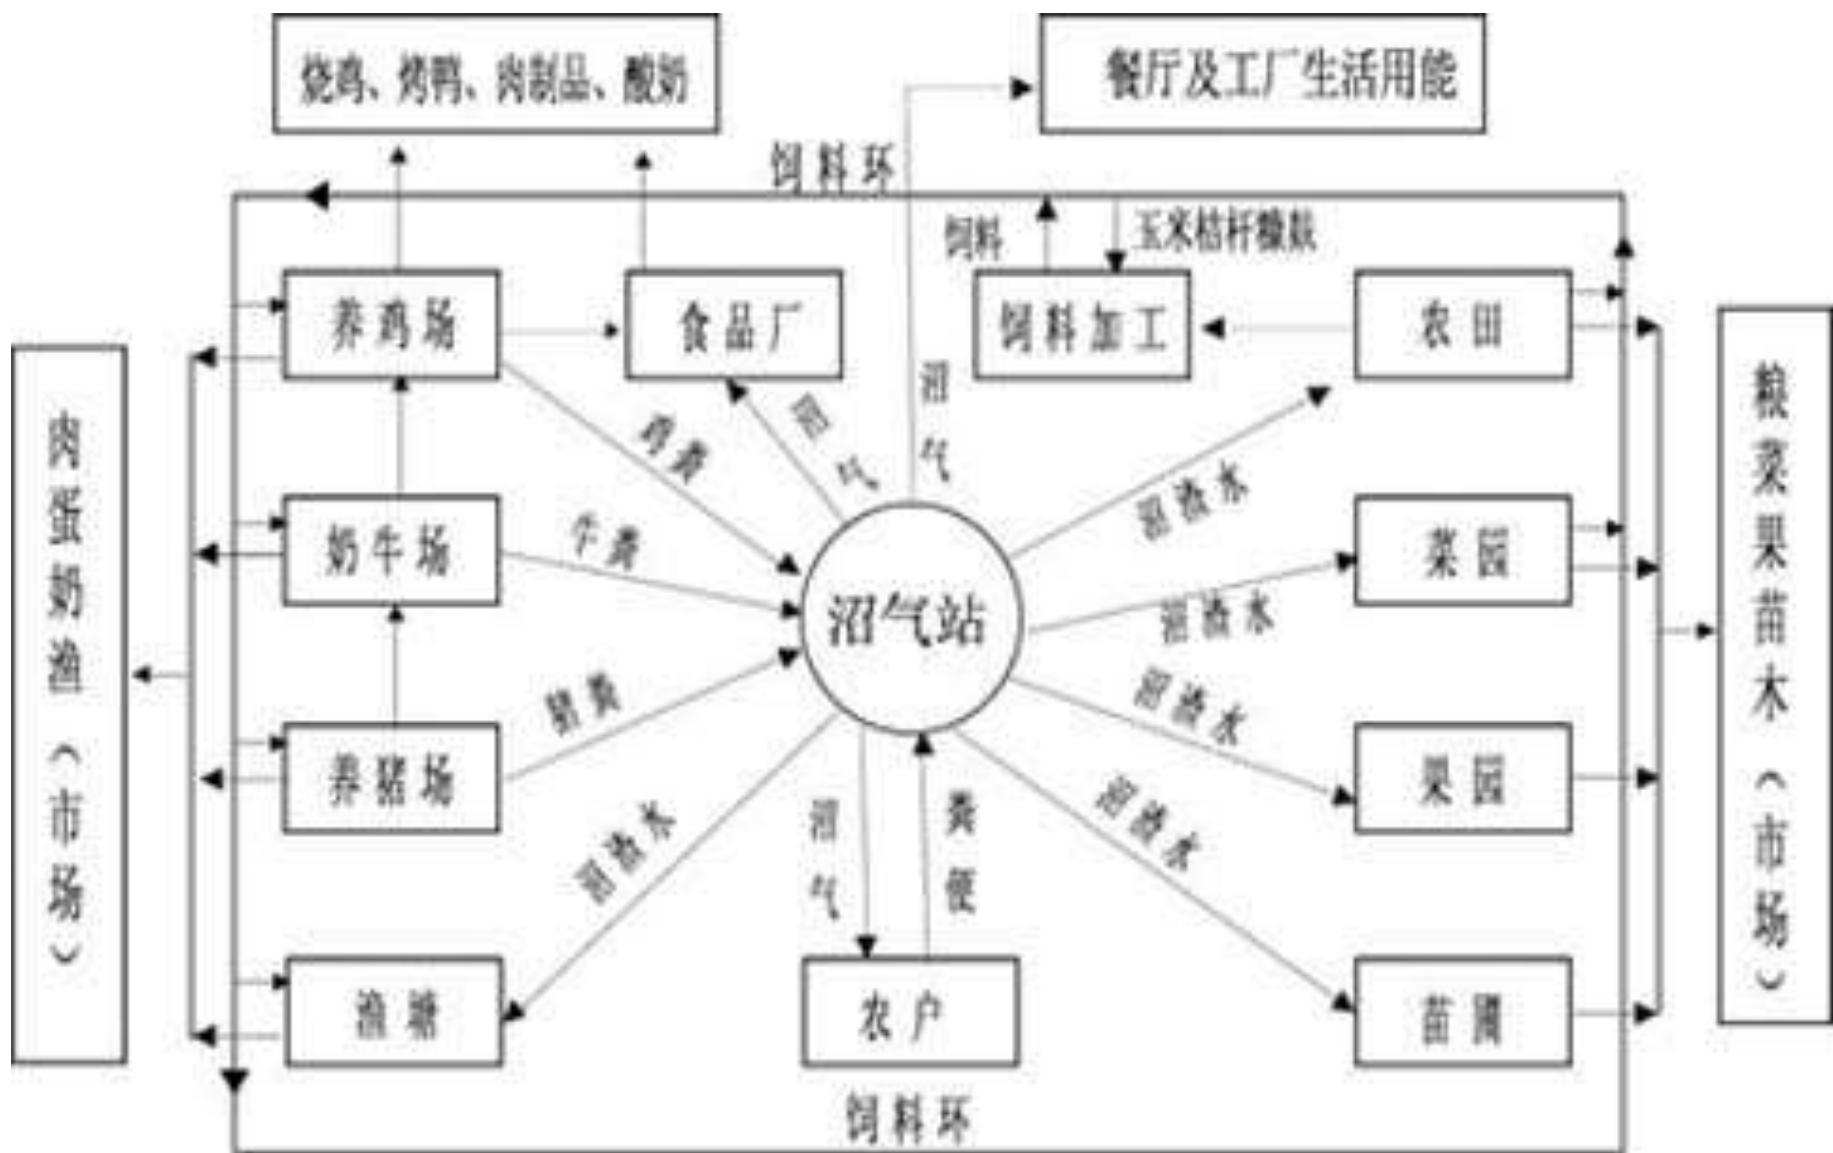 烧鸡、烤鸭、肉制品、酸奶
餐厅及工厂生活用能
饲料环
饲料
玉米桔杆糠麸
养鸡场
食品厂
饲料加工
农田
肉蛋奶渔（市场）
粮菜果苗木（市场）
鸡粪
沼气
沼气
沼渣水
奶牛场
牛粪
沼气站
沼渣水
菜园
养猪场
猪粪
沼渣水
果园
沼渣水
沼气
粪便
沼渣水
渔塘
农户
苗圃
饲料环